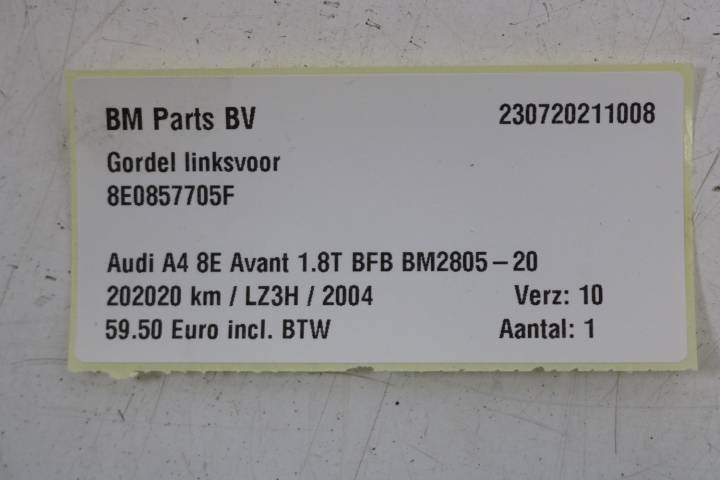 BM Parts BV 230720211008
Gordel linksvoor
8E0857705F
Audi A4 8E Avant 1.8T BFB BM2805-20
202020 km / LZ3H / 2004 Verz: 10
59.50 Euro incl. BTW Aantal: 1